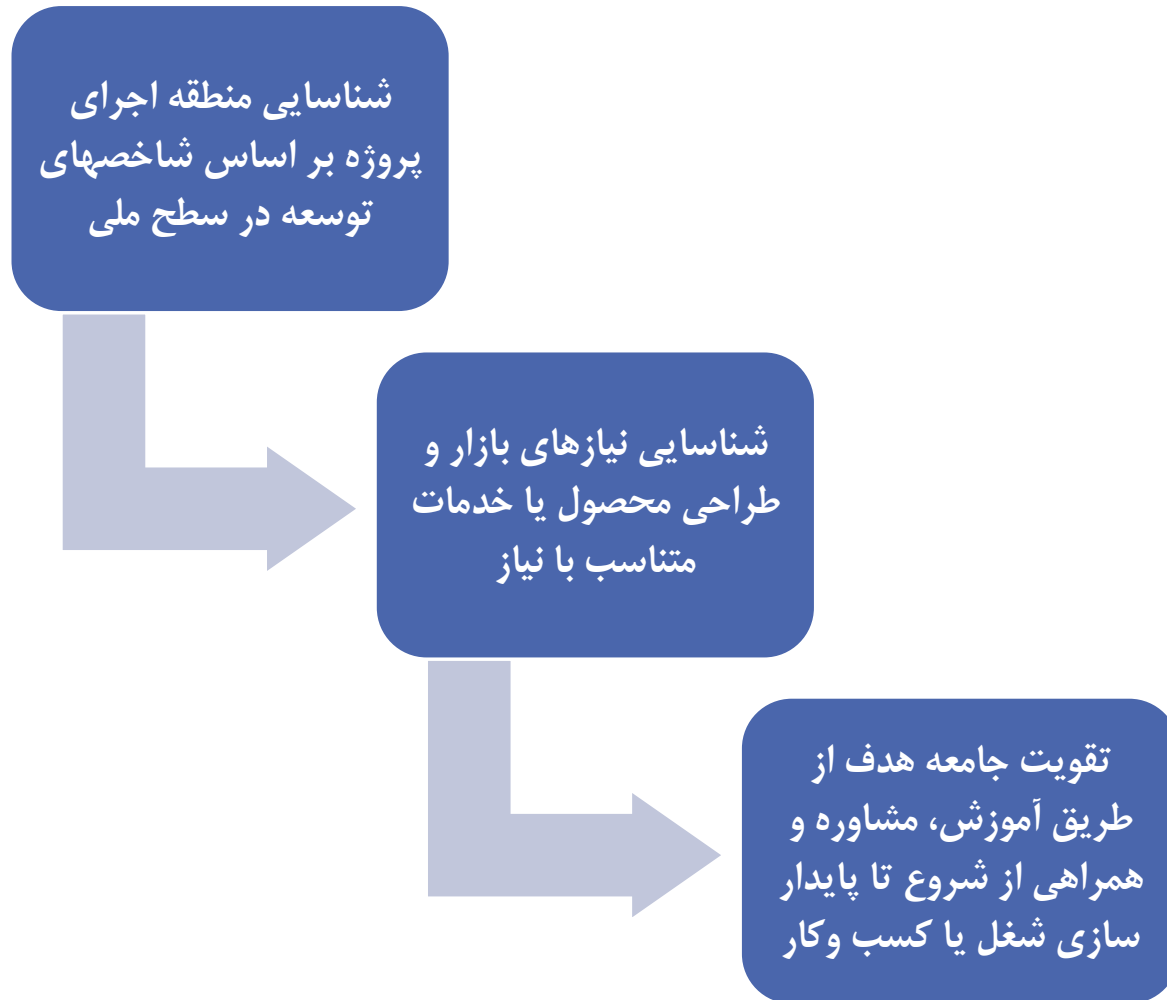 شناسایی منطقه اجرای
پروژه بر اساس شاخصهای
توسعه در سطح ملی
شناسایی نیازهای بازار و
طراحی محصول یا خدمات
متناسب با نیاز
تقویت جامعه هدف از
طریق آموزش، مشاوره و
همراهی از شروع تا پایدار
سازی شغل یا کسب وکار